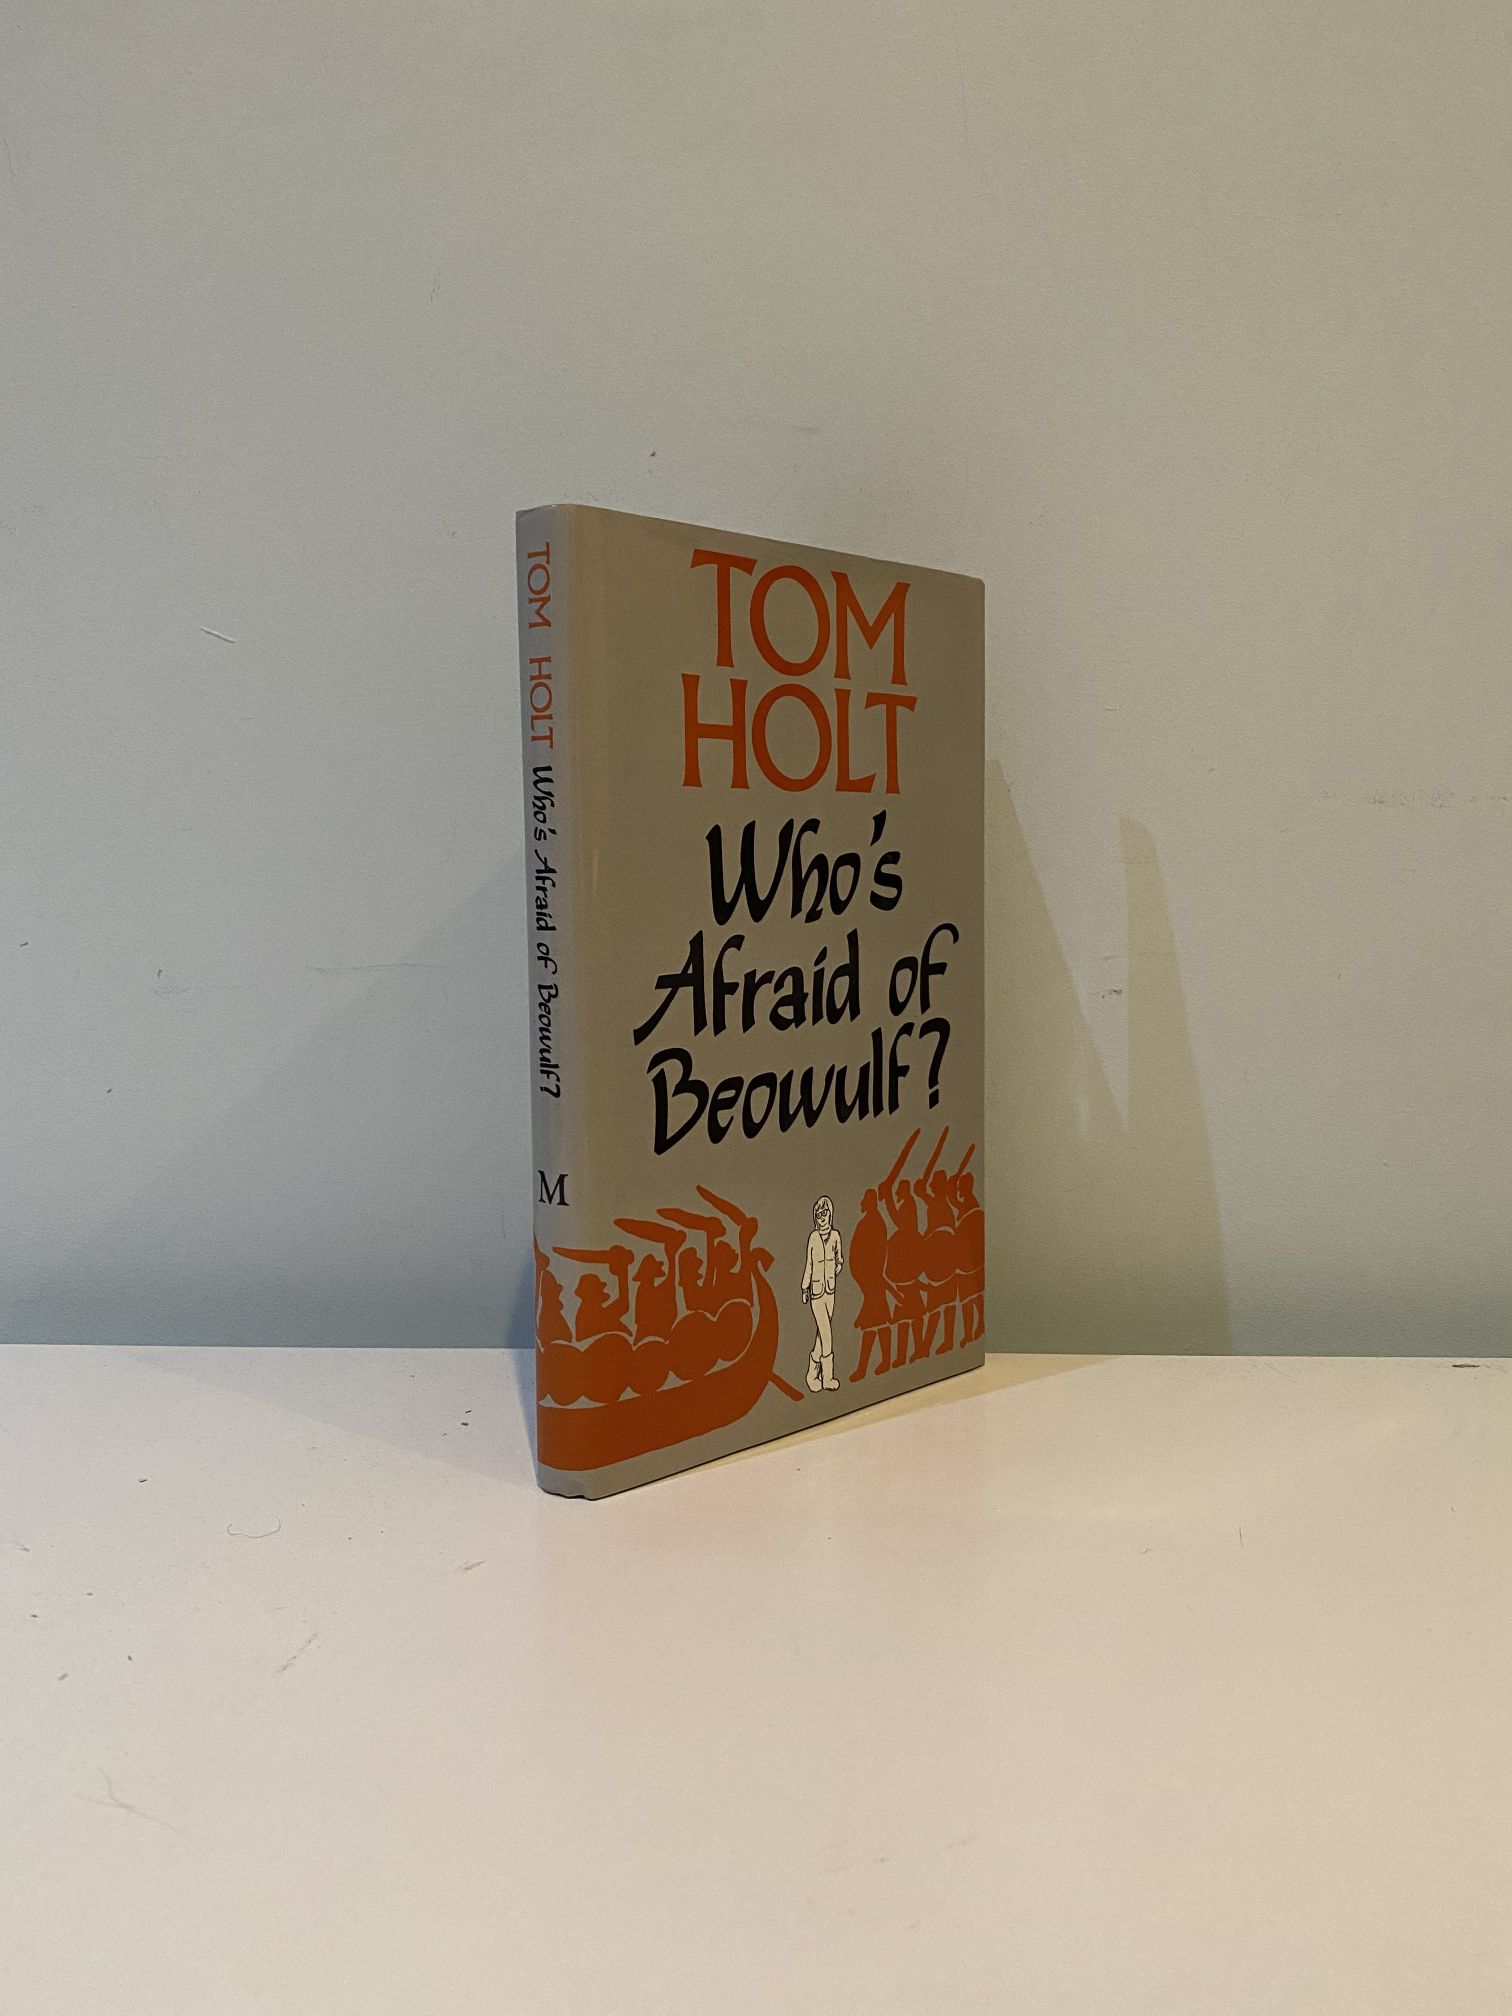 TOM HOLT Who's Afraid of Beowulf? M
TOM
HOLT
Who's
Afraid of
Beowulf?